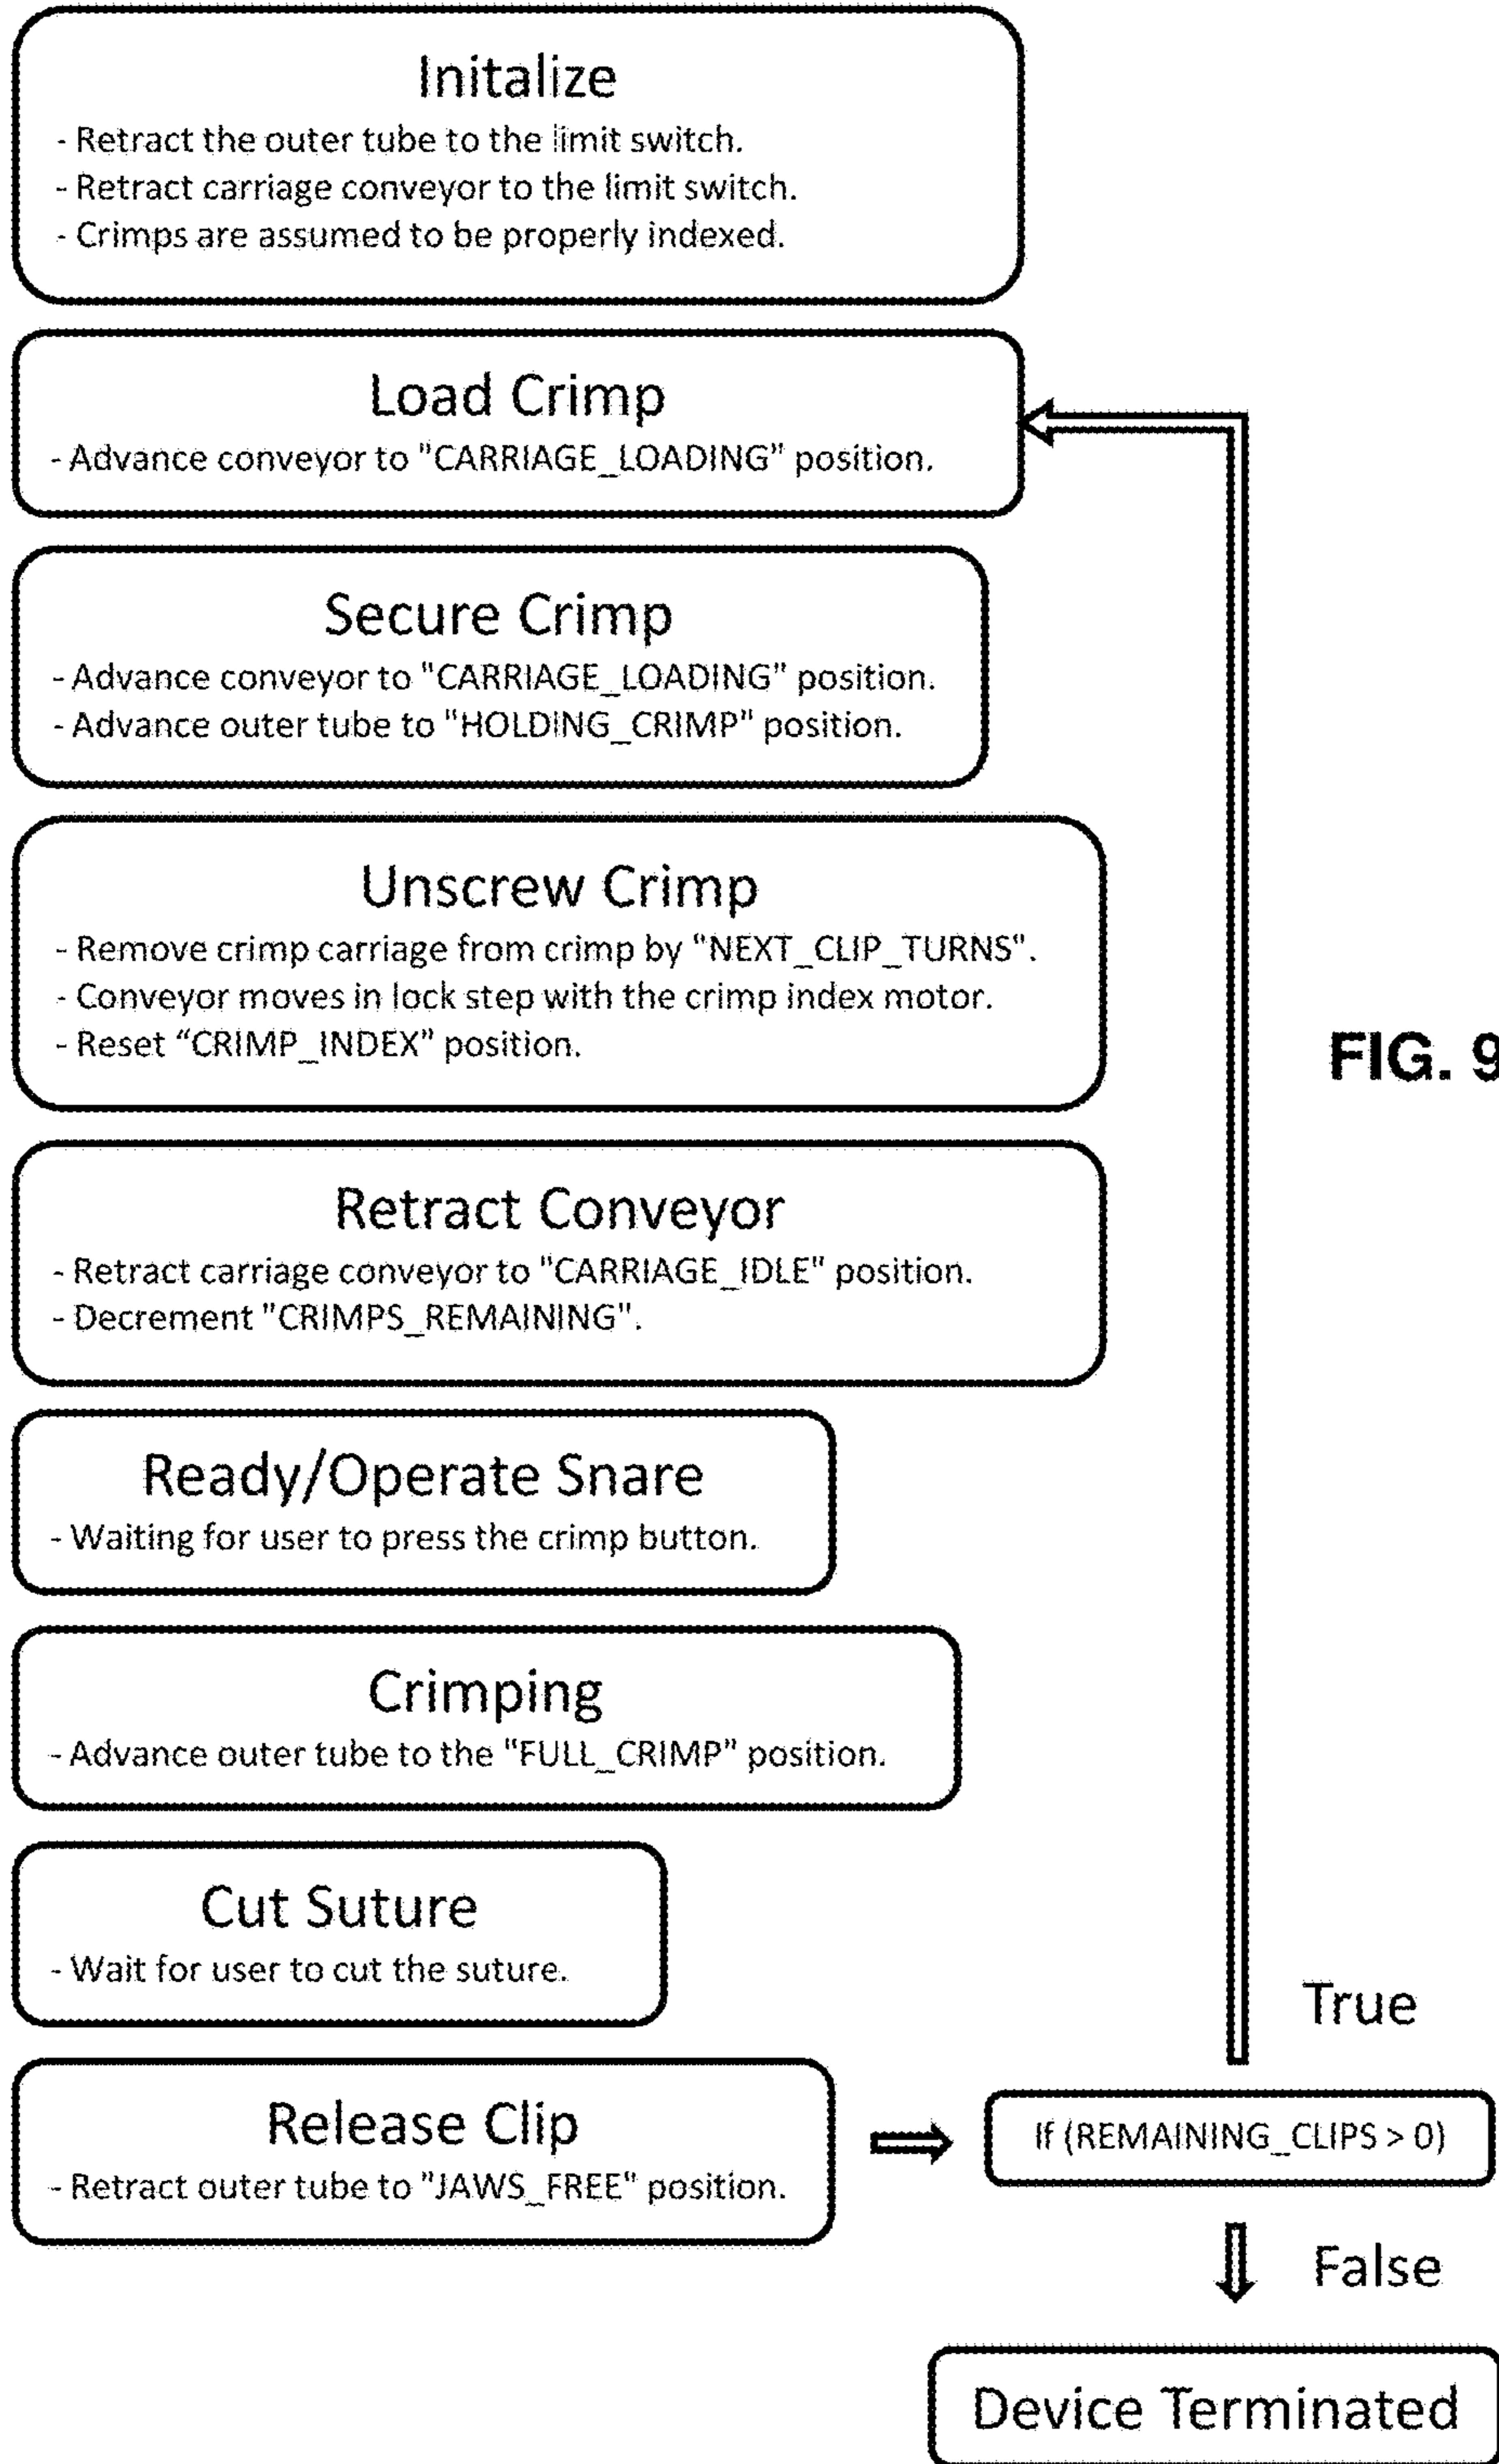 Initalize
- Retract the outer tube to the limit switch.
- Retract carriage conveyor to the limit switch.
- Crimps are assumed to be properly indexed.
Load Crimp
- Advance conveyor to "CARRIAGE_LOADING" position.
Secure Crimp
- Advance conveyor to "CARRIAGE_LOADING" position.
- Advance outer tube to "HOLDING_CRIMP" position.
Unscrew Crimp
- Remove crimp carriage from crimp by "NEXT_CLIP_TURNS".
- Conveyor moves in lock step with the crimp index motor.
- Reset “CRIMP_INDEX" position.
FIG. 9
Retract Conveyor
- Retract carriage conveyor to "CARRIAGE_IDLE" position.
- Decrement "CRIMPS_REMAINING".
Ready/Operate Snare
- Waiting for user to press the crimp button.
Crimping
- Advance outer tube to the "FULL_CRIMP" position.
Cut Suture
- Wait for user to cut the suture.
True
Release Clip
- Retract outer tube to "JAWS_FREE" position.
If (REMAINING_CLIPS > 0)
False
Device Terminated